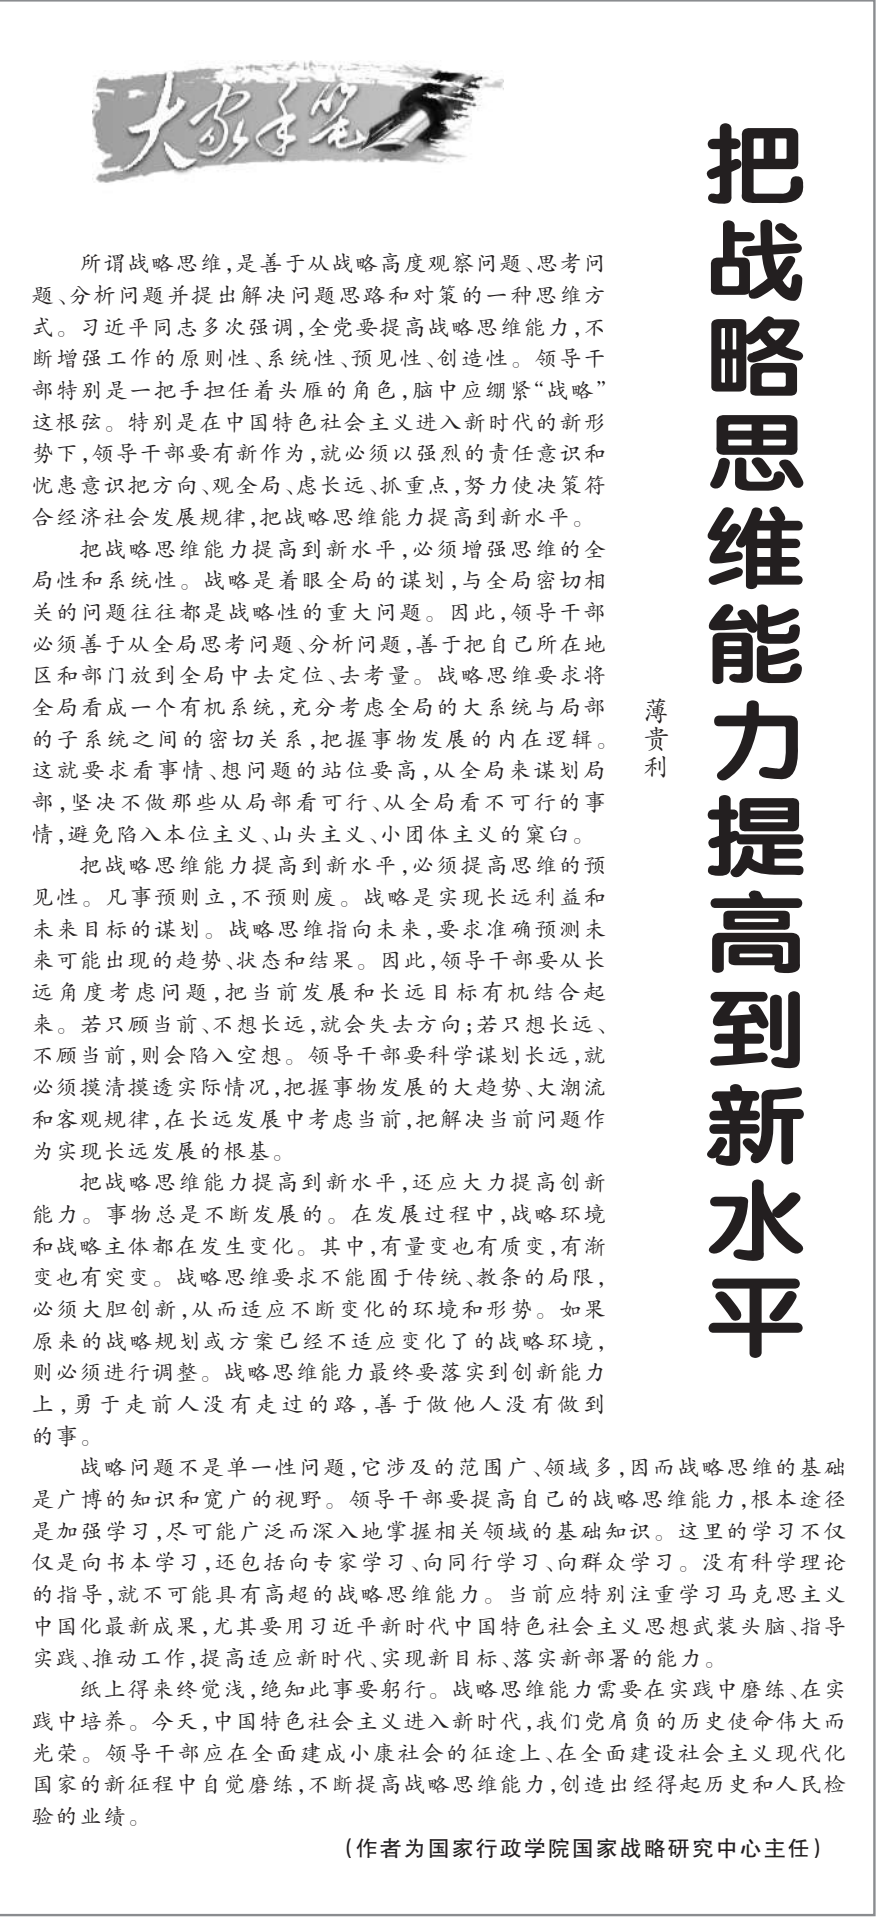 大家手笔
把战略思维能力提高到新水平
薄贵利
所谓战略思维,是善于从战略高度观察问题、思考问
题、分析问题并提出解决问题思路和对策的一种思维方
式。习近平同志多次强调,全党要提高战略思维能力,不
断增强工作的原则性、系统性、预见性、创造性。领导干
部特别是一把手担任着头雁的角色,脑中应绷紧“战略”
这根弦。特别是在中国特色社会主义进入新时代的新形
势下,领导干部要有新作为,就必须以强烈的责任意识和
忧患意识把方向、观全局、虑长远、抓重点,努力使决策符
合经济社会发展规律,把战略思维能力提高到新水平。
把战略思维能力提高到新水平,必须增强思维的全
局性和系统性。战略是着眼全局的谋划,与全局密切相
关的问题往往都是战略性的重大问题。因此,领导干部
必须善于从全局思考问题、分析问题,善于把自己所在地
区和部门放到全局中去定位、去考量。战略思维要求将
全局看成一个有机系统,充分考虑全局的大系统与局部
的子系统之间的密切关系,把握事物发展的内在逻辑。
这就要求看事情、想问题的站位要高,从全局来谋划局
部,坚决不做那些从局部看可行、从全局看不可行的事
情,避免陷入本位主义、山头主义、小团体主义的窠臼。
把战略思维能力提高到新水平,必须提高思维的预
见性。凡事预则立,不预则废。战略是实现长远利益和
未来目标的谋划。战略思维指向未来,要求准确预测未
来可能出现的趋势、状态和结果。因此,领导干部要从长
远角度考虑问题,把当前发展和长远目标有机结合起
来。若只顾当前、不想长远,就会失去方向;若只想长远、
不顾当前,则会陷入空想。领导干部要科学谋划长远,就
必须摸清摸透实际情况,把握事物发展的大趋势、大潮流
和客观规律,在长远发展中考虑当前,把解决当前问题作
为实现长远发展的根基。
把战略思维能力提高到新水平,还应大力提高创新
能力。事物总是不断发展的。在发展过程中,战略环境
和战略主体都在发生变化。其中,有量变也有质变,有渐
变也有突变。战略思维要求不能囿于传统、教条的局限,
必须大胆创新,从而适应不断变化的环境和形势。如果
原来的战略规划或方案已经不适应变化了的战略环境,
则必须进行调整。战略思维能力最终要落实到创新能力
上,勇于走前人没有走过的路,善于做他人没有做到
的事。
战略问题不是单一性问题,它涉及的范围广、领域多,因而战略思维的基础
是广博的知识和宽广的视野。领导干部要提高自己的战略思维能力,根本途径
是加强学习,尽可能广泛而深入地掌握相关领域的基础知识。这里的学习不仅
仅是向书本学习,还包括向专家学习、向同行学习、向群众学习。没有科学理论
的指导,就不可能具有高超的战略思维能力。当前应特别注重学习马克思主义
中国化最新成果,尤其要用习近平新时代中国特色社会主义思想武装头脑、指导
实践、推动工作,提高适应新时代、实现新目标、落实新部署的能力。
纸上得来终觉浅,绝知此事要躬行。战略思维能力需要在实践中磨练、在实
践中培养。今天,中国特色社会主义进入新时代,我们党肩负的历史使命伟大而
光荣。领导干部应在全面建成小康社会的征途上、在全面建设社会主义现代化
国家的新征程中自觉磨练,不断提高战略思维能力,创造出经得起历史和人民检
验的业绩。
(作者为国家行政学院国家战略研究中心主任)